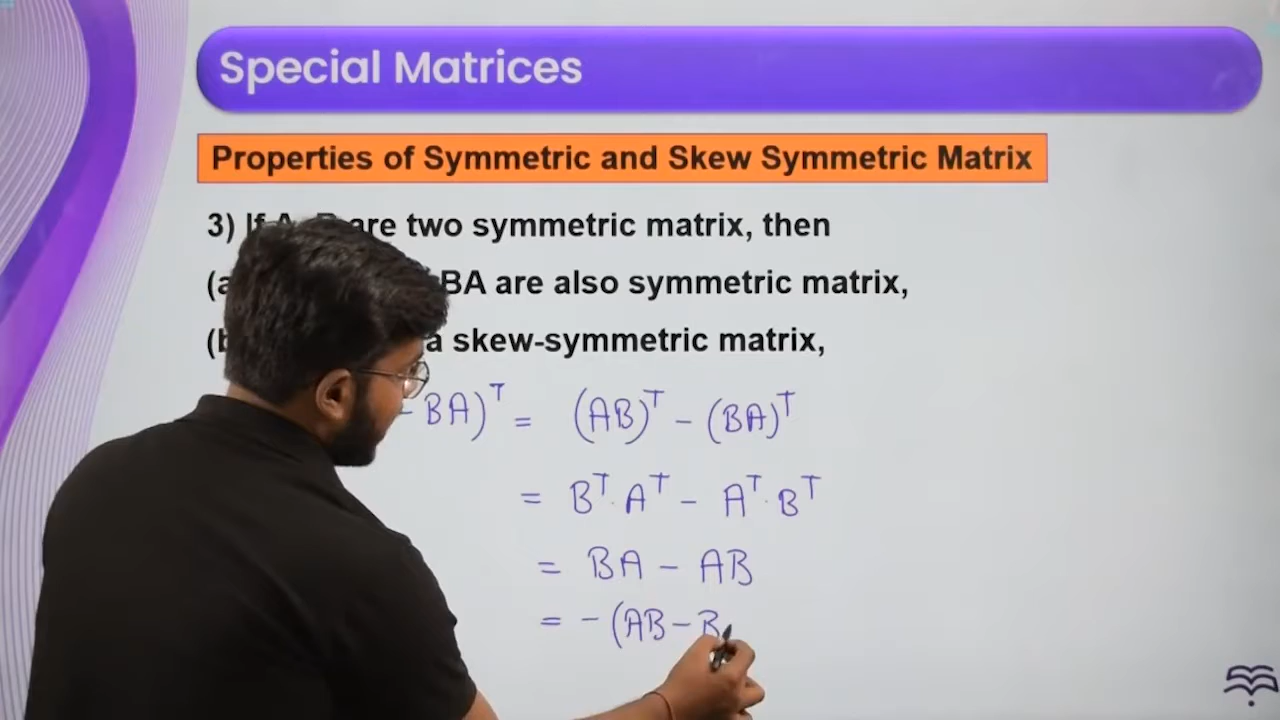 Special Matrices
Properties of Symmetric and Skew Symmetric Matrix
3) If are two symmetric matrix, then
BA are also symmetric matrix,
a skew-symmetric matrix,
- BA)ᵀ = (AB)ᵀ - (BA)ᵀ
= Bᵀ · Aᵀ - Aᵀ · Bᵀ
= BA - AB
= - (AB - B